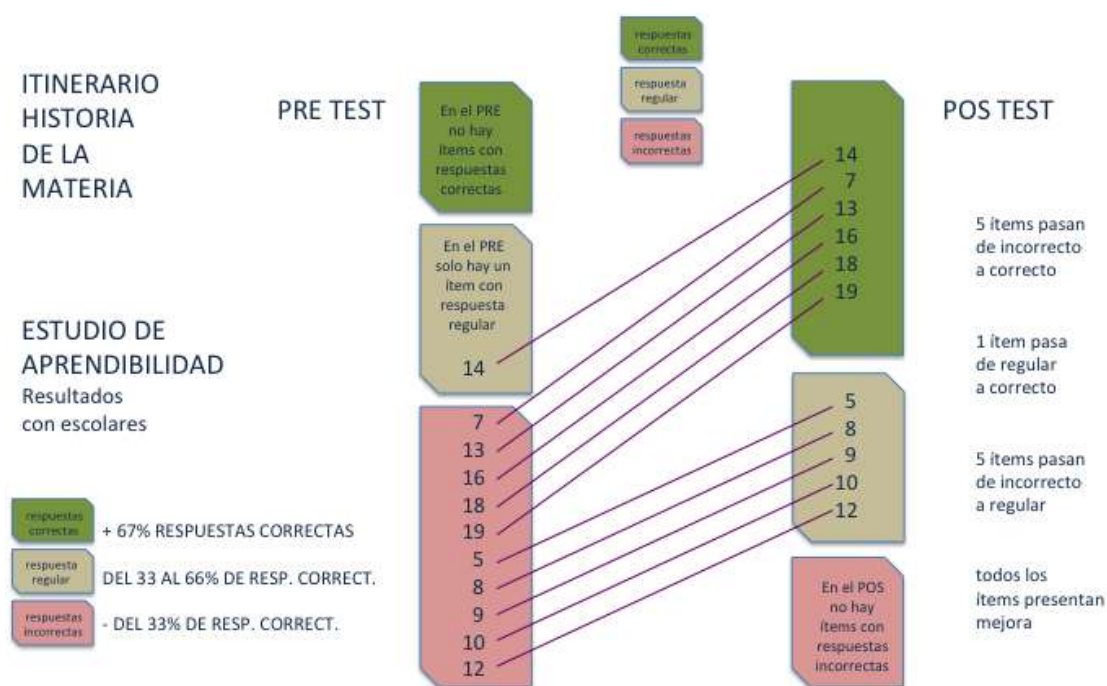 ITINERARIO
HISTORIA
DE LA
MATERIA
ESTUDIO DE
APRENDIBILIDAD
Resultados
con escolares
respuestas
correctas
+ 67% RESPUESTAS CORRECTAS
respuesta
regular
DEL 33 AL 66% DE RESP. CORRECT.
respuestas
incorrectas
- DEL 33% DE RESP. CORRECT.
PRE TEST
En el PRE
no hay
ítems con
respuestas
correctas
En el PRE
solo hay un
ítem con
respuesta
regular
14
7
13
16
18
19
5
8
9
10
12
respuestas
correctas
respuesta
regular
respuestas
incorrectas
14
7
13
16
18
19
5
8
9
10
12
En el POS
no hay
ítems con
respuestas
incorrectas
POS TEST
5 ítems pasan
de incorrecto
a correcto
1 ítem pasa
de regular
a correcto
5 ítems pasan
de incorrecto
a regular
todos los
ítems presentan
mejora